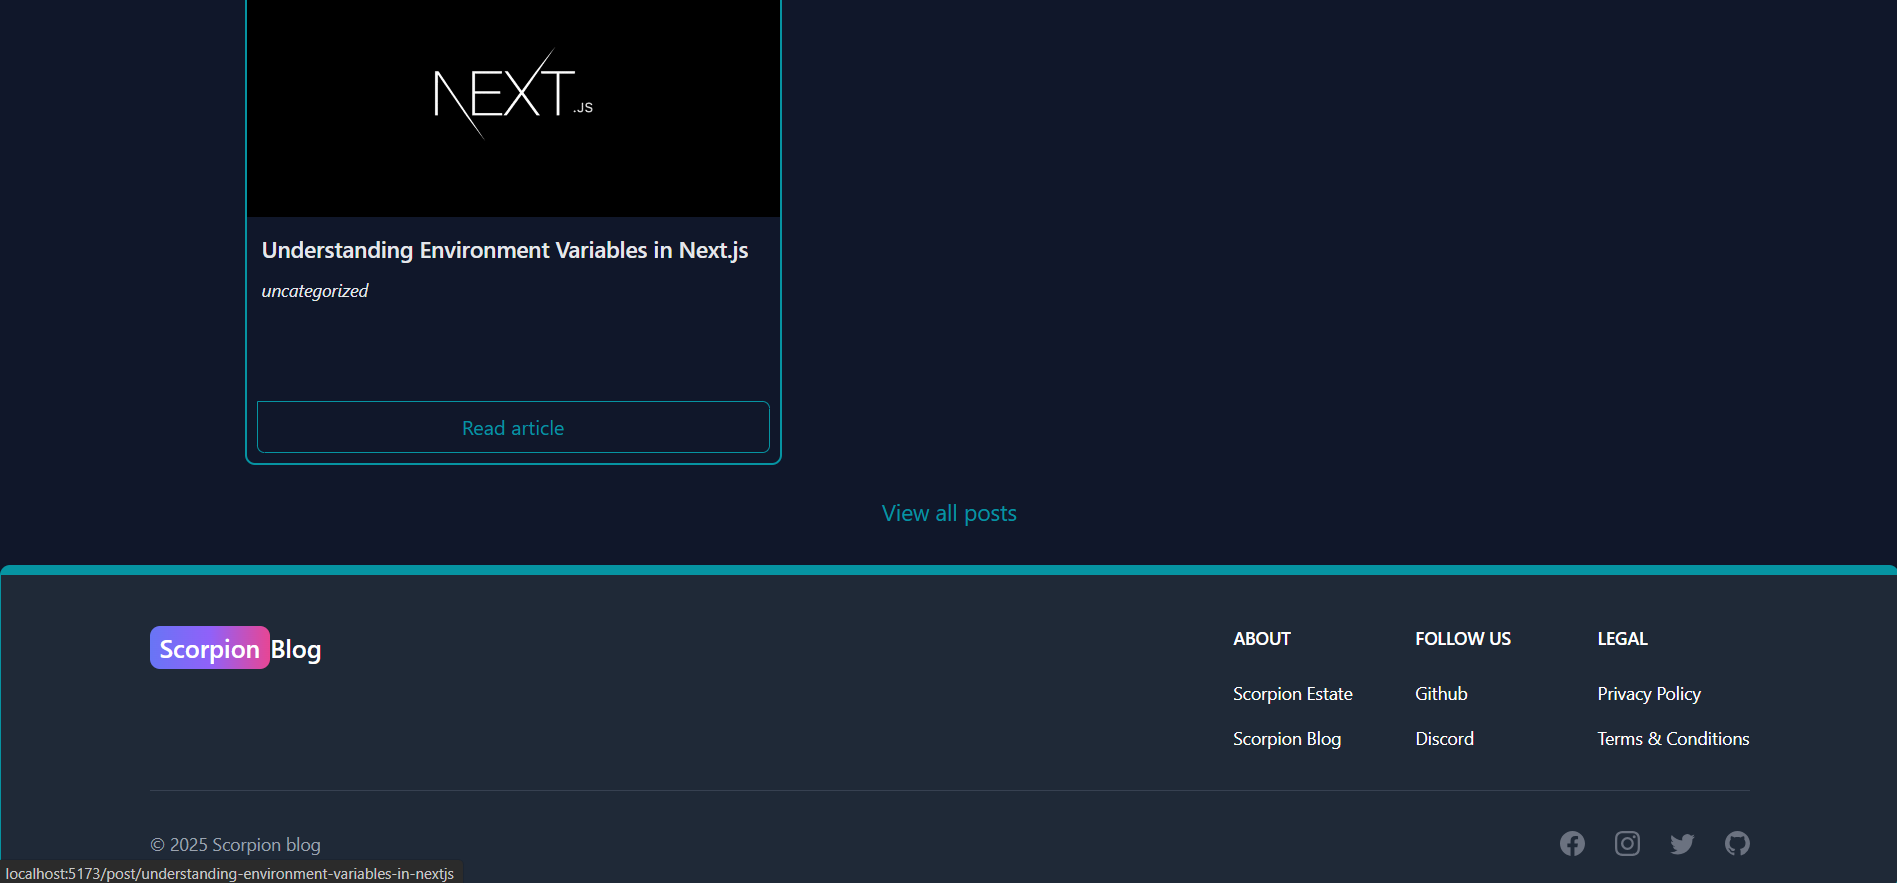 NEXT.JS
Understanding Environment Variables in Next.js
uncategorized
Read article
View all posts
Scorpion Blog
ABOUT
Scorpion Estate
Scorpion Blog
FOLLOW US
Github
Discord
LEGAL
Privacy Policy
Terms & Conditions
© 2025 Scorpion blog
localhost:5173/post/understanding-environment-variables-in-nextjs